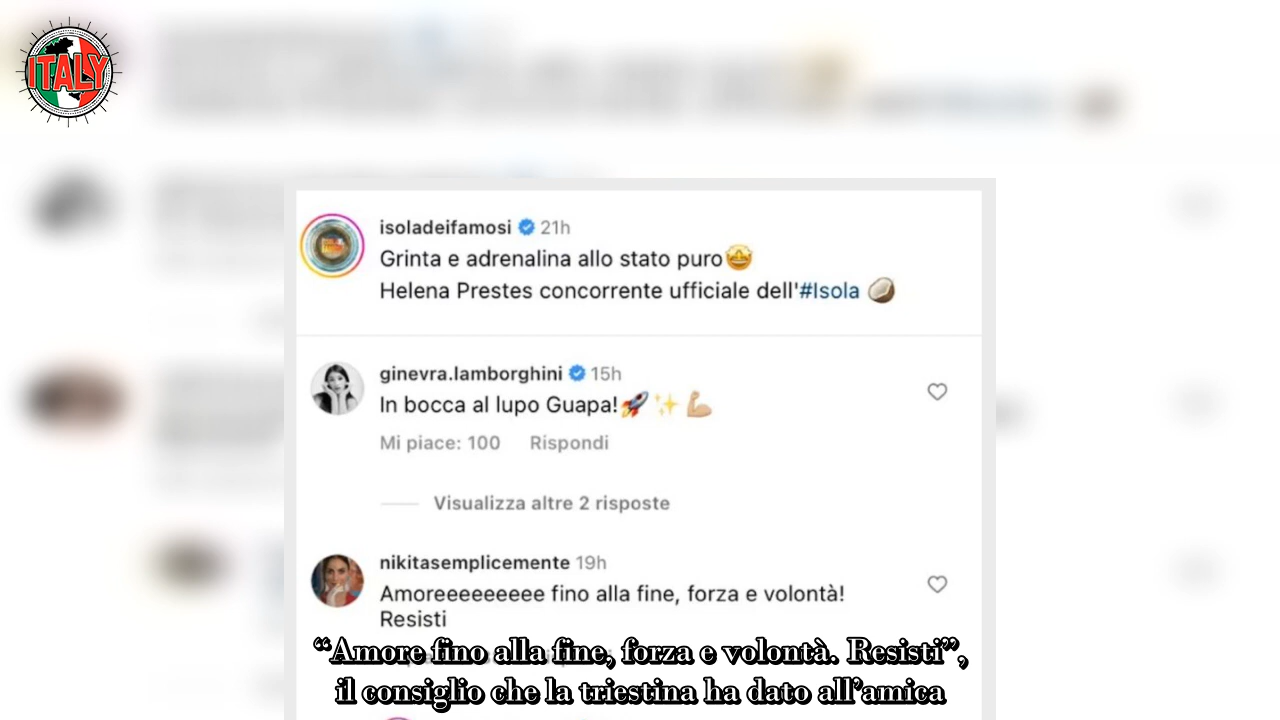 ITALY
isoladeifamosi 21h
Grinta e adrenalina allo stato puro🤩
Helena Prestes concorrente ufficiale dell'#Isola 🥥
ginevra.lamborghini 15h
In bocca al lupo Guapa!🚀✨💪🏼
Mi piace: 100 Rispondi
Visualizza altre 2 risposte
nikitasemplicemente 19h
Amoreeeeeeeee fino alla fine, forza e volontà!
Resisti
“Amore fino alla fine, forza e volontà. Resisti”,
il consiglio che la triestina ha dato all’amica